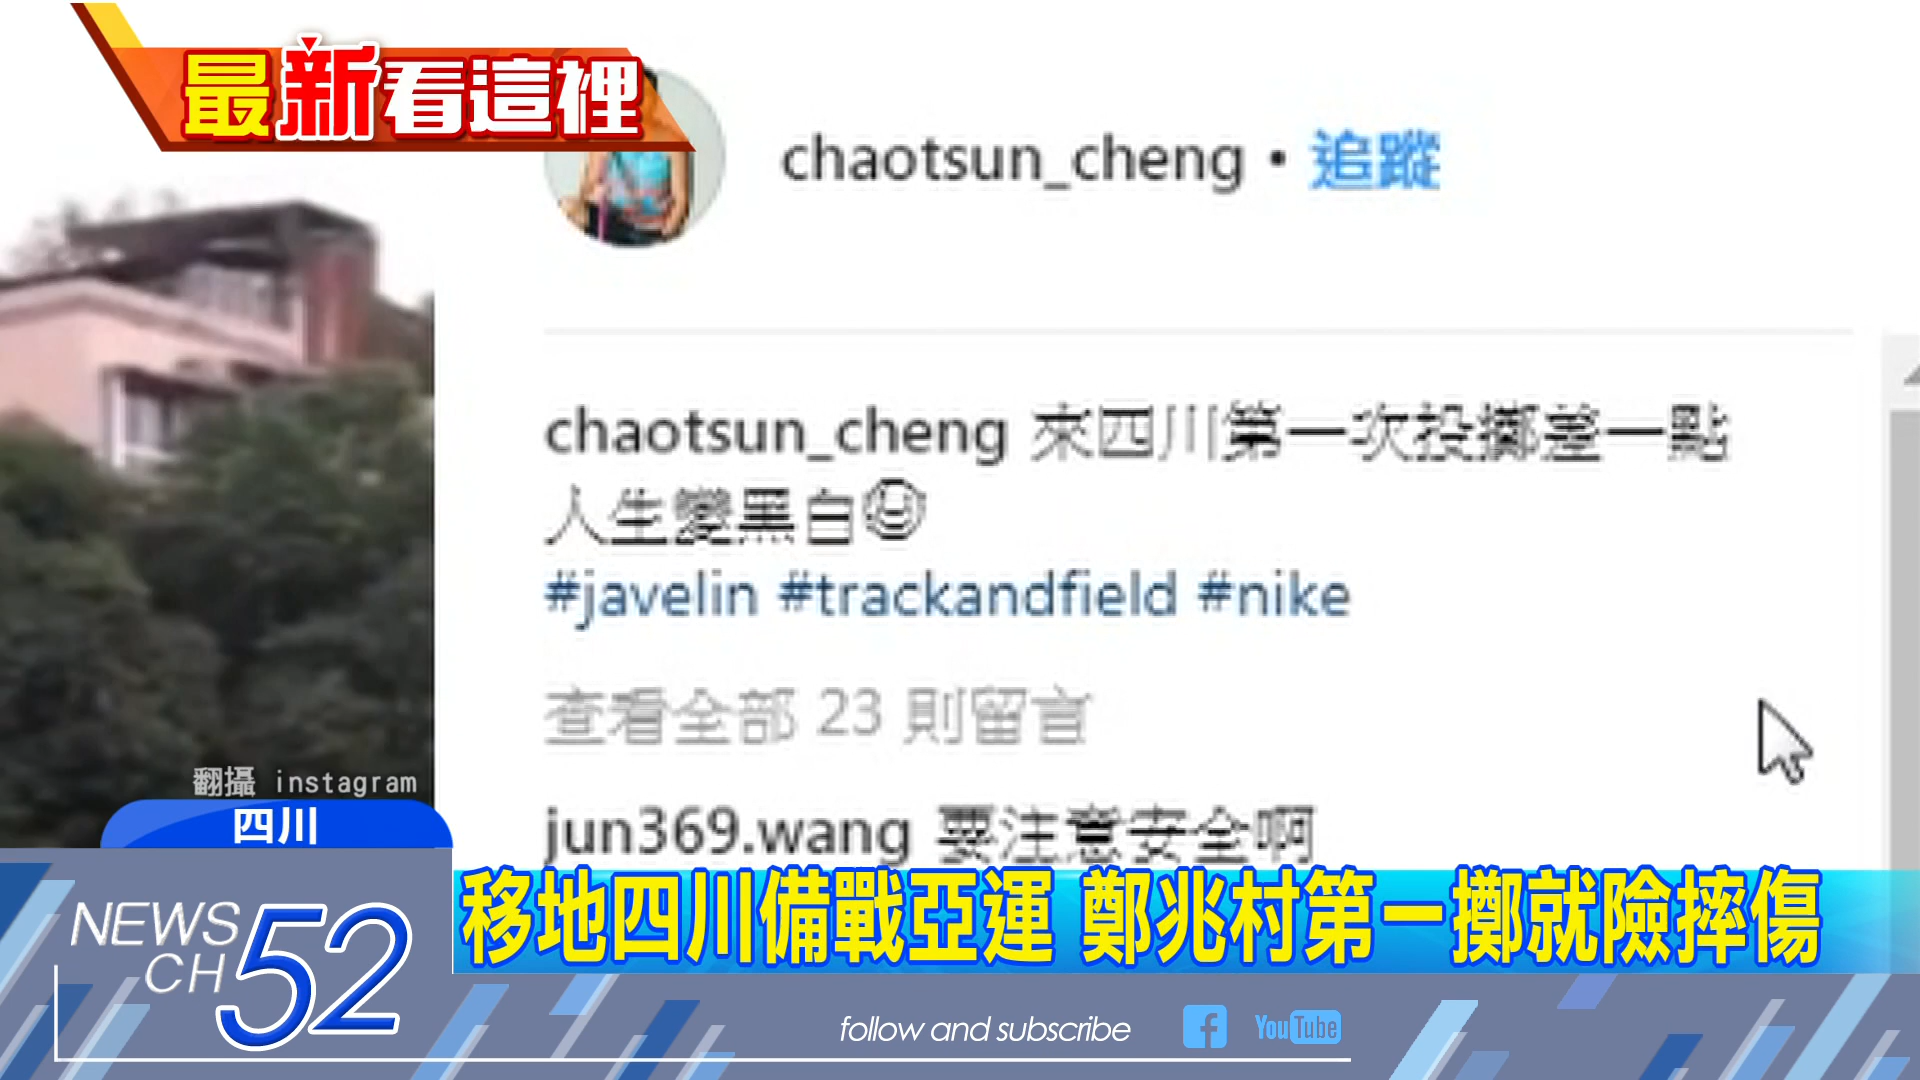 最新看這裡
chaotsun_cheng • 追蹤
chaotsun_cheng 來四川第一次投擲差一點
人生變黑白
#javelin #trackandfield #nike
查看全部 23 則留言
jun369.wang 要注意安全啊
翻攝 instagram
四川
移地四川備戰亞運 鄭兆村第一擲就險摔傷
NEWS
CH 52
follow and subscribe
YouTube